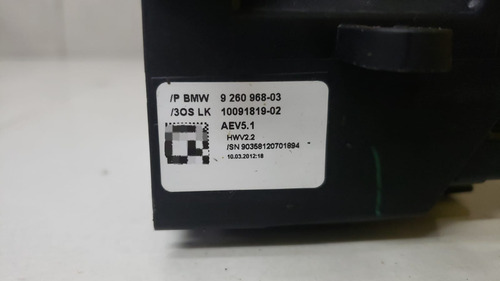 /P BMW 9 260 968-03
/3OS LK 10091819-02
AEV5.1
HWV2.2
/SN 90358120701894
10.03.2012:18